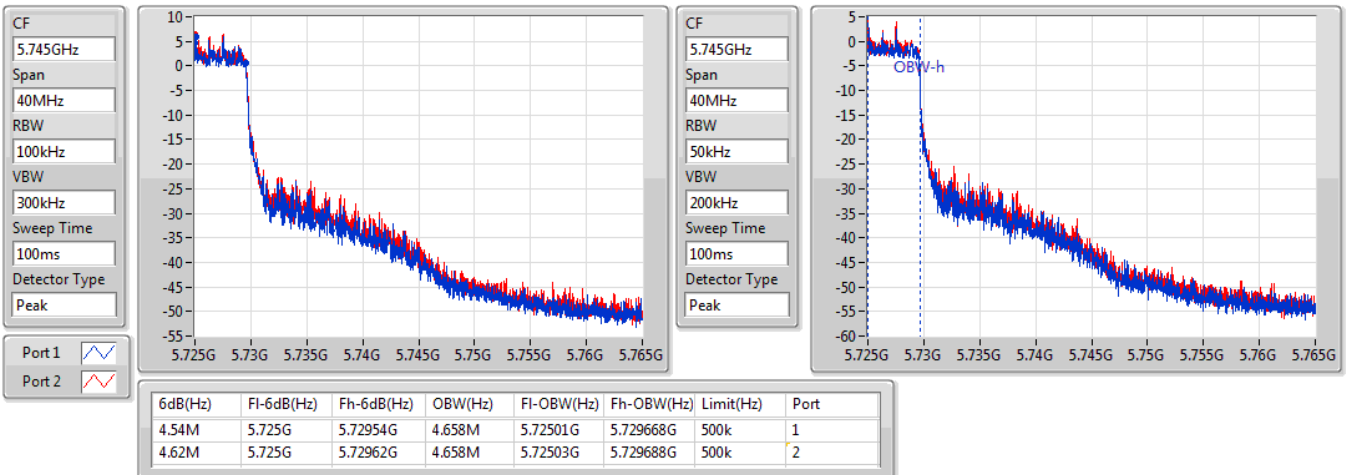 CF
5.745GHz
Span
40MHz
RBW
100kHz
VBW
300kHz
Sweep Time
100ms
Detector Type
Peak
Port 1
Port 2
10
5
0
-5
-10
-15
-20
-25
-30
-35
-40
-45
-50
-55
5.725G 5.73G 5.735G 5.74G 5.745G 5.75G 5.755G 5.76G 5.765G
CF
5.745GHz
Span
40MHz
RBW
50kHz
VBW
200kHz
Sweep Time
100ms
Detector Type
Peak
5
0
-5
-10
-15
-20
-25
-30
-35
-40
-45
-50
-55
-60
OBW-h
5.725G 5.73G 5.735G 5.74G 5.745G 5.75G 5.755G 5.76G 5.765G
6dB(Hz) Fl-6dB(Hz) Fh-6dB(Hz) OBW(Hz) Fl-OBW(Hz) Fh-OBW(Hz) Limit(Hz) Port
4.54M 5.725G 5.72954G 4.658M 5.72501G 5.729668G 500k 1
4.62M 5.725G 5.72962G 4.658M 5.72503G 5.729688G 500k 2